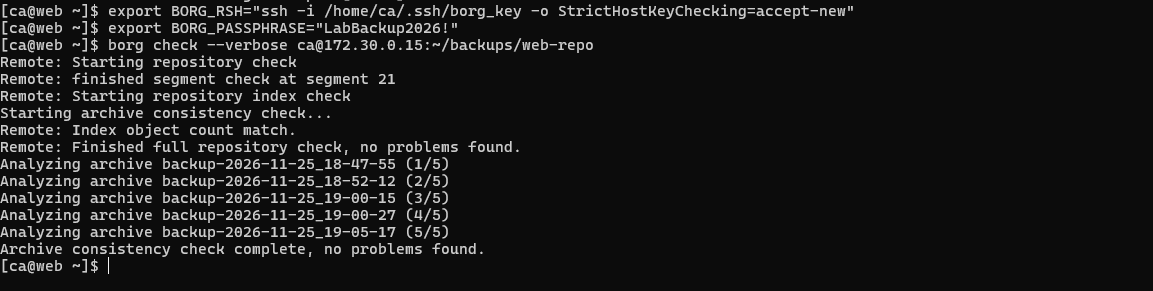 [ca@web ~]$ export BORG_RSH="ssh -i /home/ca/.ssh/borg_key -o StrictHostKeyChecking=accept-new"
[ca@web ~]$ export BORG_PASSPHRASE="LabBackup2026!"
[ca@web ~]$ borg check --verbose ca@172.30.0.15:~/backups/web-repo
Remote: Starting repository check
Remote: finished segment check at segment 21
Remote: Starting repository index check
Starting archive consistency check...
Remote: Index object count match.
Remote: Finished full repository check, no problems found.
Analyzing archive backup-2026-11-25_18-47-55 (1/5)
Analyzing archive backup-2026-11-25_18-52-12 (2/5)
Analyzing archive backup-2026-11-25_19-00-15 (3/5)
Analyzing archive backup-2026-11-25_19-00-27 (4/5)
Analyzing archive backup-2026-11-25_19-05-17 (5/5)
Archive consistency check complete, no problems found.
[ca@web ~]$